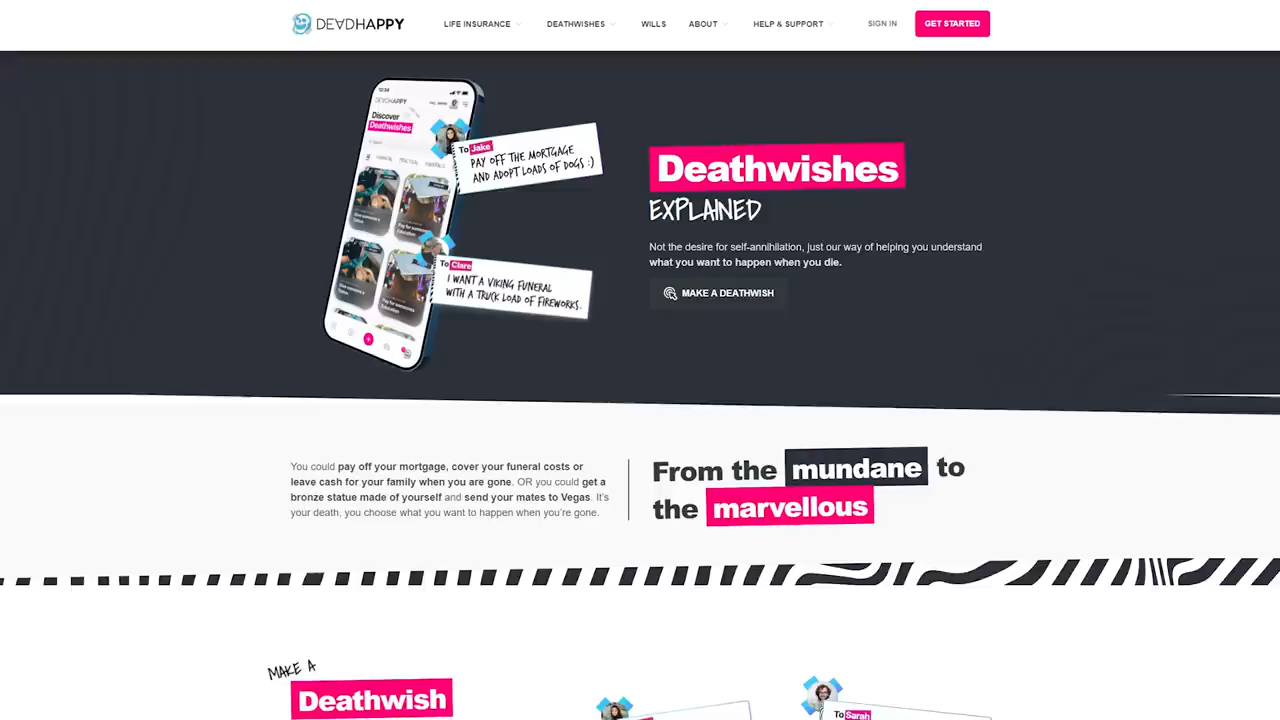 DEADHAPPY
LIFE INSURANCE
DEATHWISHES
WILLS
ABOUT
HELP & SUPPORT
SIGN IN
GET STARTED
12:34
DEADHAPPY
Discover
Deathwishes
To Jake
PAY OFF THE MORTGAGE
AND ADOPT LOADS OF DOGS :)
To Clare
I WANT A VIKING FUNERAL
WITH A TRUCK LOAD OF FIREWORKS.
Deathwishes
EXPLAINED
Not the desire for self-annihilation, just our way of helping you understand
what you want to happen when you die.
MAKE A DEATHWISH
You could pay off your mortgage, cover your funeral costs or
leave cash for your family when you are gone. OR you could get a
bronze statue made of yourself and send your mates to Vegas. It's
your death, you choose what you want to happen when you're gone.
From the mundane to
the marvellous
MAKE A
Deathwish
To Sarah